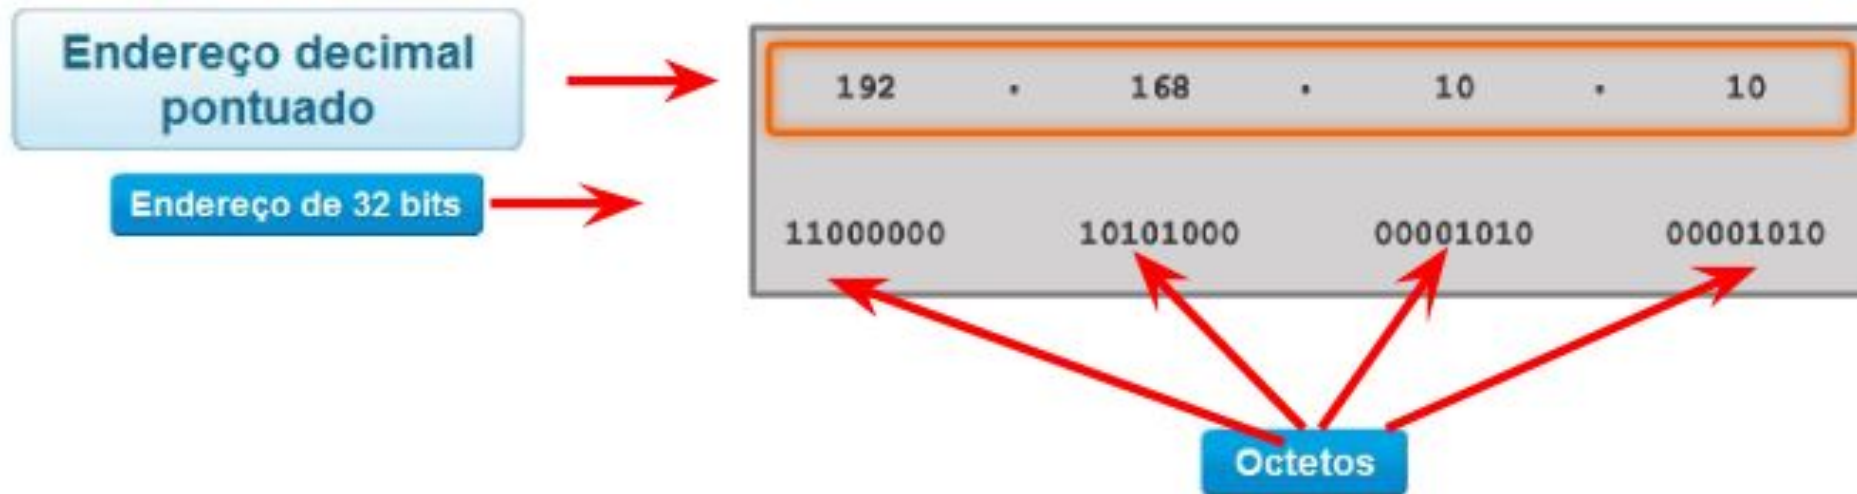 Endereço decimal
pontuado
192 . 168 . 10 . 10
Endereço de 32 bits
11000000 10101000 00001010 00001010
Octetos